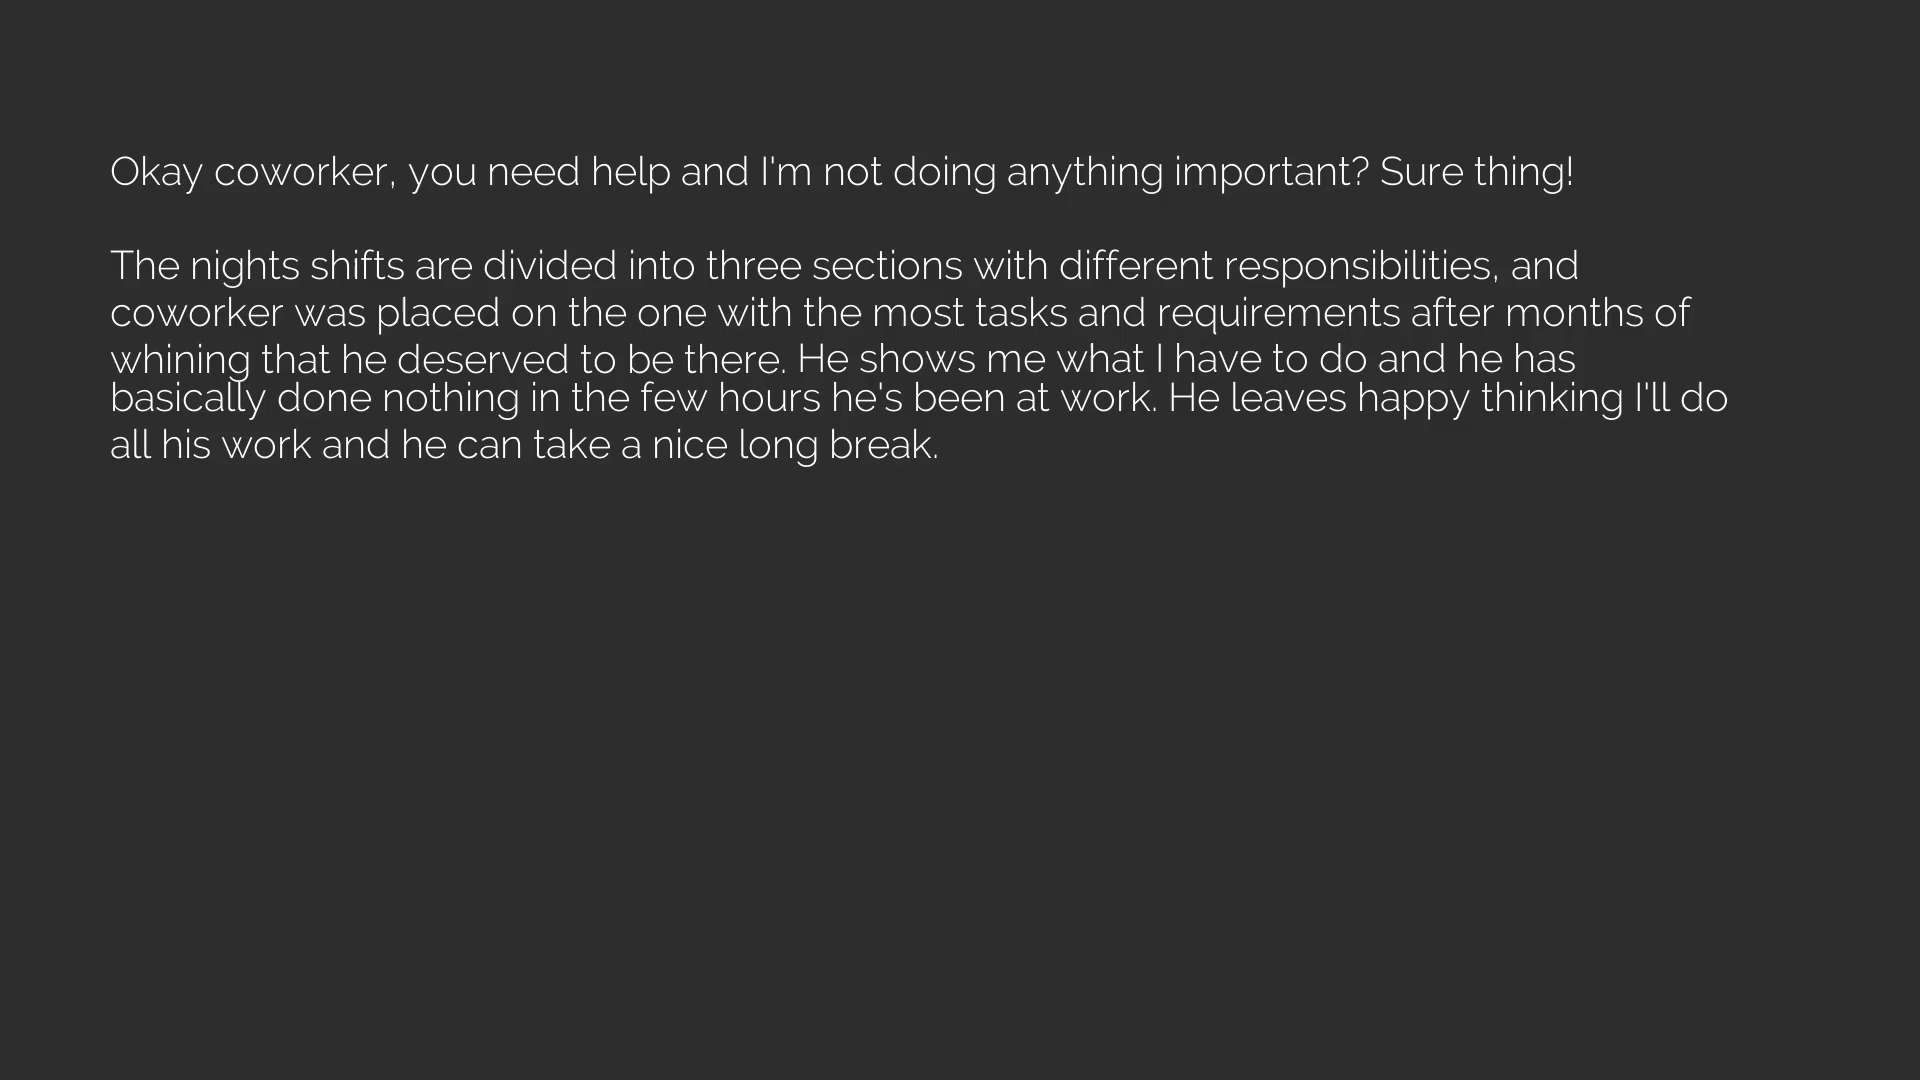 Okay coworker, you need help and I'm not doing anything important? Sure thing!
The nights shifts are divided into three sections with different responsibilities, and
coworker was placed on the one with the most tasks and requirements after months of
whining that he deserved to be there. He shows me what I have to do and he has
basically done nothing in the few hours he's been at work. He leaves happy thinking I'll do
all his work and he can take a nice long break.